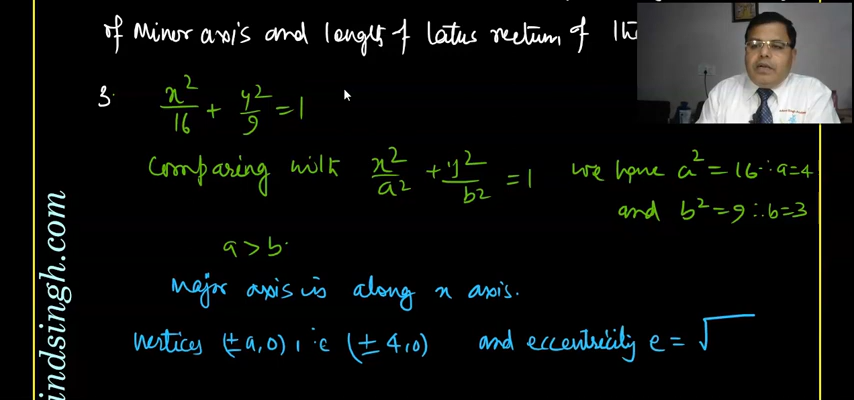 of Minor axis and length of latus rectum of
3. x²/16 + y²/9 = 1
Comparing with x²/a² + y²/b² = 1 we have a² = 16 ∴ a=4
and b² = 9 ∴ b=3
a > b.
Major axis is along x axis.
vertices (±a,0), i.e (±4,0) and eccentricity e = √
indsingh.com